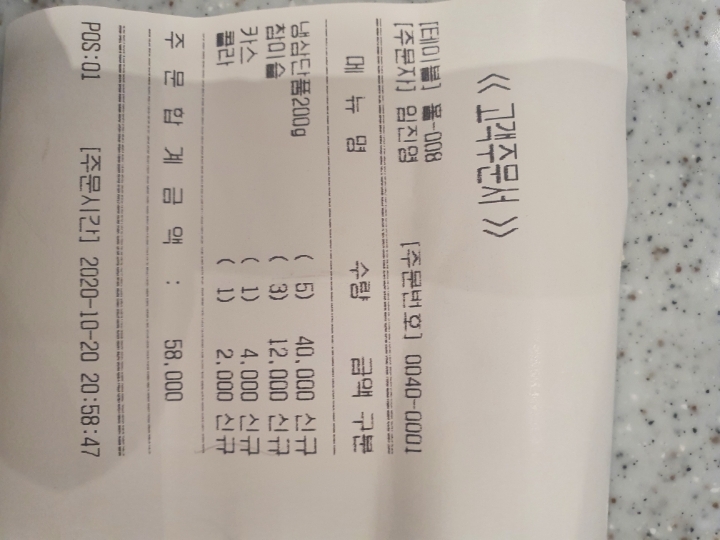 << 고객주문서 >>
[테이블] 홀-008
[주문자] 임진영 [주문번호] 0040-0001
메 뉴 명 수량 금액 구분
냉삼단품200g ( 5) 40,000 신규
참이슬 ( 3) 12,000 신규
카스 ( 1) 4,000 신규
콜라 ( 1) 2,000 신규
주 문 합 계 금 액 : 58,000
POS:01 [주문시간] 2020-10-20 20:58:47